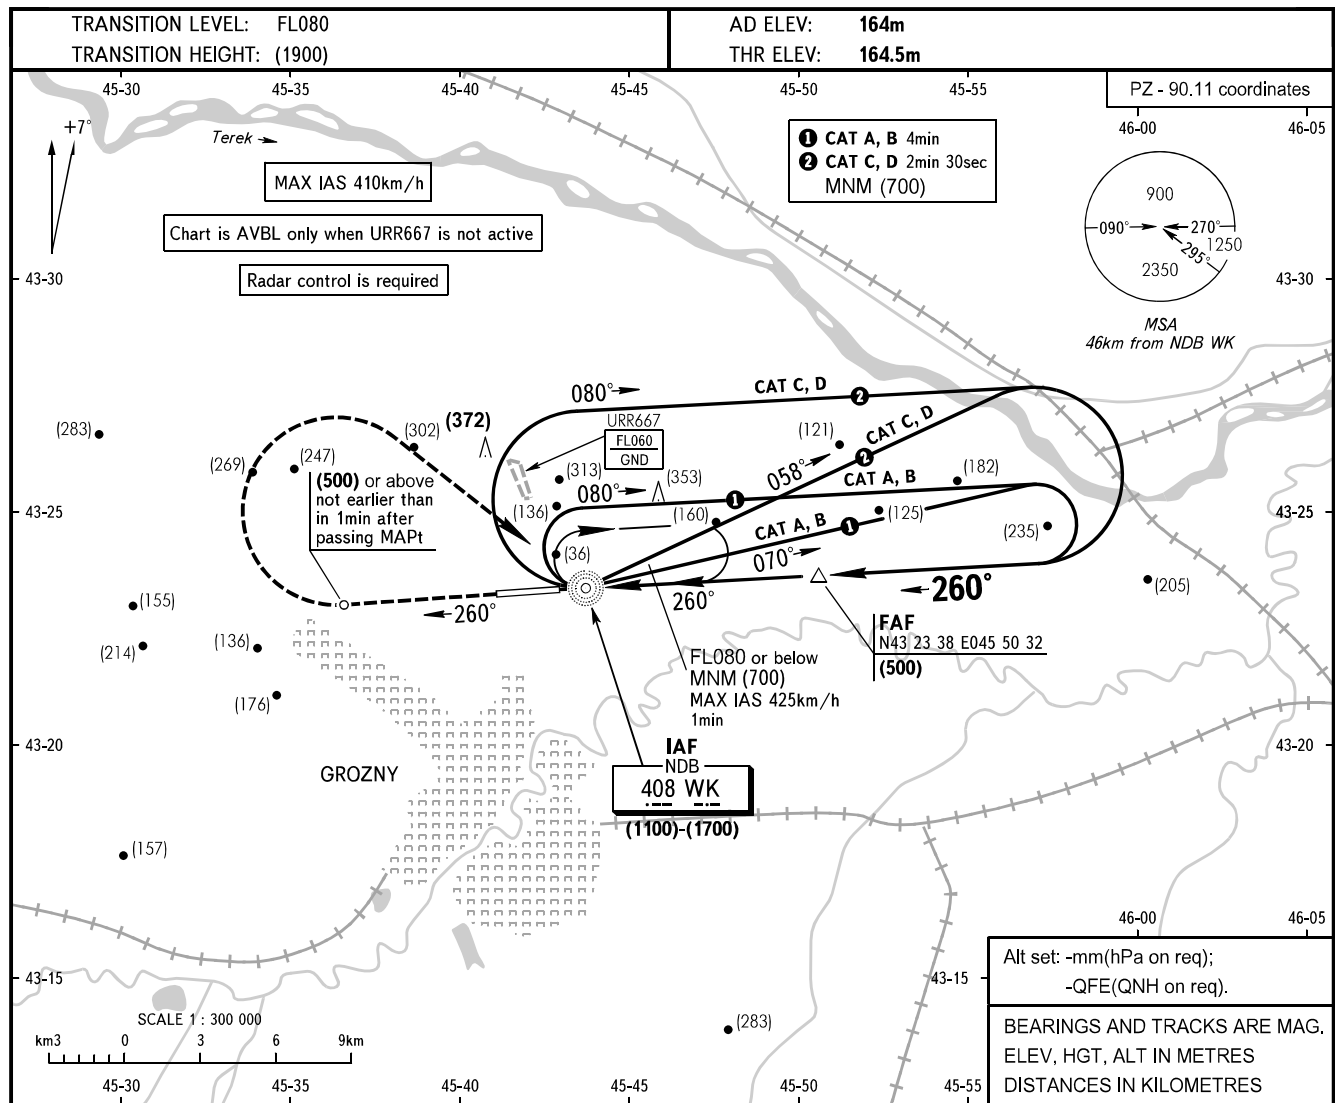 TRANSITION LEVEL: FL080
TRANSITION HEIGHT: (1900)
AD ELEV: 164m
THR ELEV: 164.5m
45-30 45-35 45-40 45-45 45-50 45-55
PZ - 90.11 coordinates
46-00 46-05
+7°
Terek
MAX IAS 410km/h
Chart is AVBL only when URR667 is not active
Radar control is required
1 CAT A, B 4min
2 CAT C, D 2min 30sec
MNM (700)
900
090° 270°
295° 1250
2350
MSA
46km from NDB WK
43-30 43-30
080° CAT C, D 2
(283)
(302)
(372)
URR667
FL060
GND
(121)
CAT C, D
2
058°
(269)
(247)
(313)
(353)
(182)
080° 1 CAT A, B
(500) or above
not earlier than
in 1min after
passing MAPt
(136)
(160)
(125)
43-25 43-25
CAT A, B 1
(235)
(36)
070°
(205)
260°
(155)
260°
260°
(214)
(136)
(176)
FAF
N43 23 38 E045 50 32
(500)
FL080 or below
MNM (700)
MAX IAS 425km/h
1min
43-20 43-20
GROZNY
IAF
NDB
408 WK
(1100)-(1700)
(157)
46-00 46-05
43-15 43-15
Alt set: -mm(hPa on req);
-QFE(QNH on req).
(283)
SCALE 1 : 300 000
km3 0 3 6 9km
BEARINGS AND TRACKS ARE MAG.
ELEV, HGT, ALT IN METRES
DISTANCES IN KILOMETRES
45-30 45-35 45-40 45-45 45-50 45-55